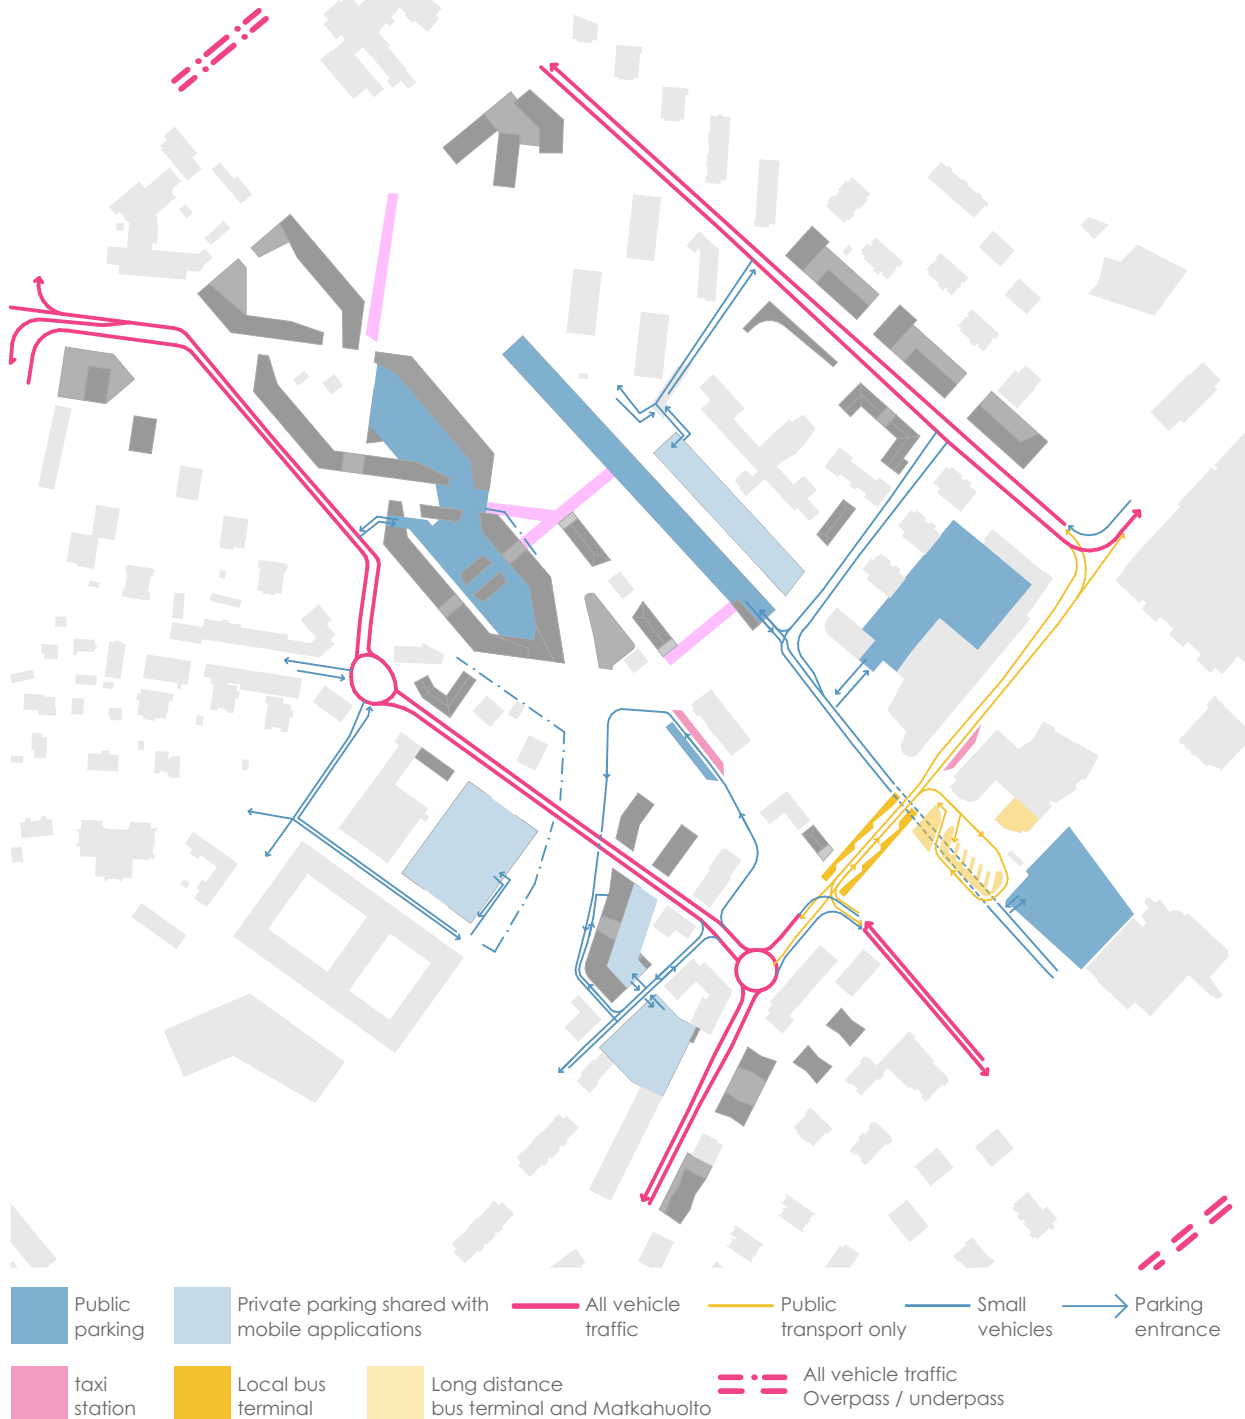 Public
parking
Private parking shared with
mobile applications
All vehicle
traffic
Public
transport only
Small
vehicles
Parking
entrance
taxi
station
Local bus
terminal
Long distance
bus terminal and Matkahuolto
All vehicle traffic
Overpass / underpass